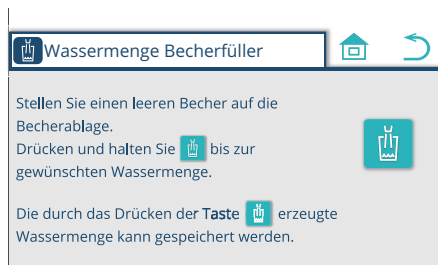 Wassermenge Becherfüller
Stellen Sie einen leeren Becher auf die
Becherablage.
Drücken und halten Sie bis zur
gewünschten Wassermenge.
Die durch das Drücken der Taste erzeugte
Wassermenge kann gespeichert werden.